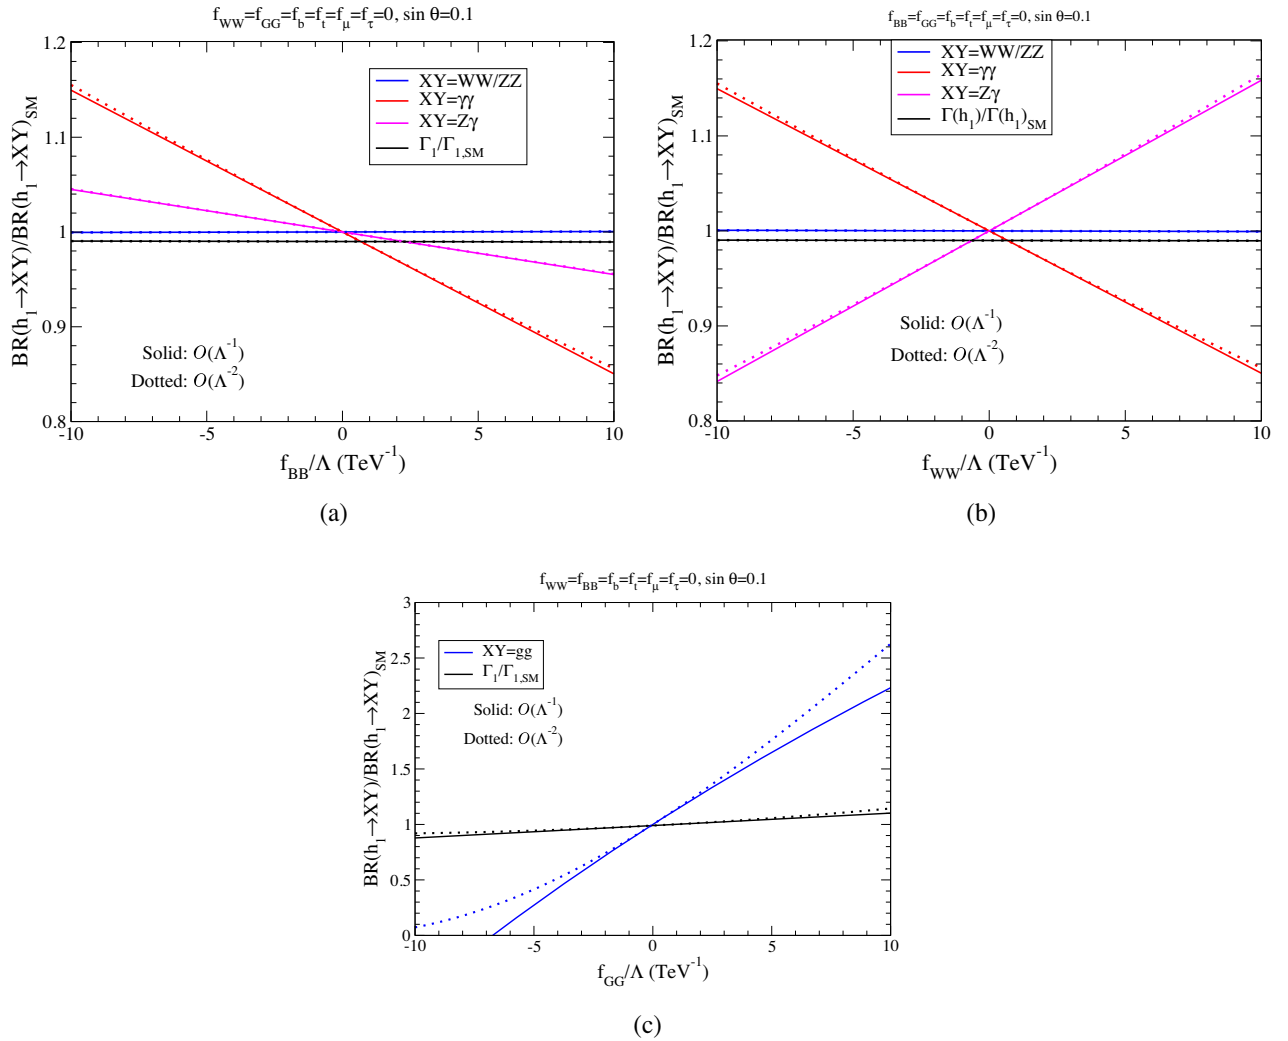 f_WW=f_GG=f_b=f_t=f_μ=f_τ=0, sin θ=0.1
1.2
1.1
1
0.9
0.8
BR(h_1→XY)/BR(h_1→XY)_SM
XY=WW/ZZ
XY=γγ
XY=Zγ
Γ_1/Γ_1,SM
Solid: O(Λ^-1)
Dotted: O(Λ^-2)
-10 -5 0 5 10
f_BB/Λ (TeV^-1)
(a)
f_BB=f_GG=f_b=f_t=f_μ=f_τ=0, sin θ=0.1
1.2
1.1
1
0.9
0.8
BR(h_1→XY)/BR(h_1→XY)_SM
XY=WW/ZZ
XY=γγ
XY=Zγ
Γ(h_1)/Γ(h_1)_SM
Solid: O(Λ^-1)
Dotted: O(Λ^-2)
-10 -5 0 5 10
f_WW/Λ (TeV^-1)
(b)
f_WW=f_BB=f_b=f_t=f_μ=f_τ=0, sin θ=0.1
3
2.5
2
1.5
1
0.5
0
BR(h_1→XY)/BR(h_1→XY)_SM
XY=gg
Γ_1/Γ_1,SM
Solid: O(Λ^-1)
Dotted: O(Λ^-2)
-10 -5 0 5 10
f_GG/Λ (TeV^-1)
(c)